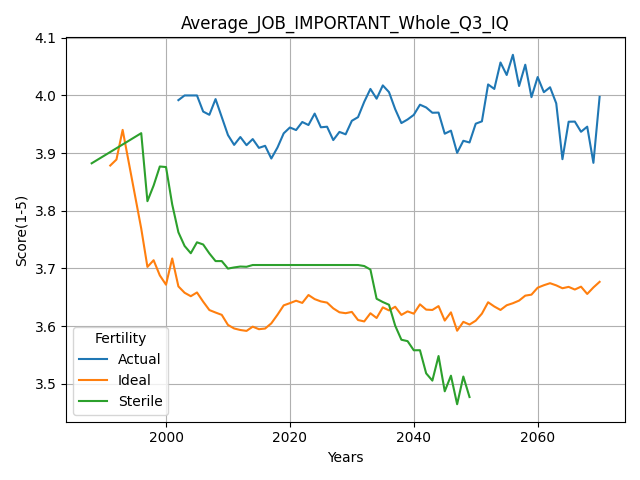 Average_JOB_IMPORTANT_Whole_Q3_IQ
Score(1-5)
4.1
4.0
3.9
3.8
3.7
3.6
3.5
Fertility
Actual
Ideal
Sterile
2000
2020
2040
2060
Years